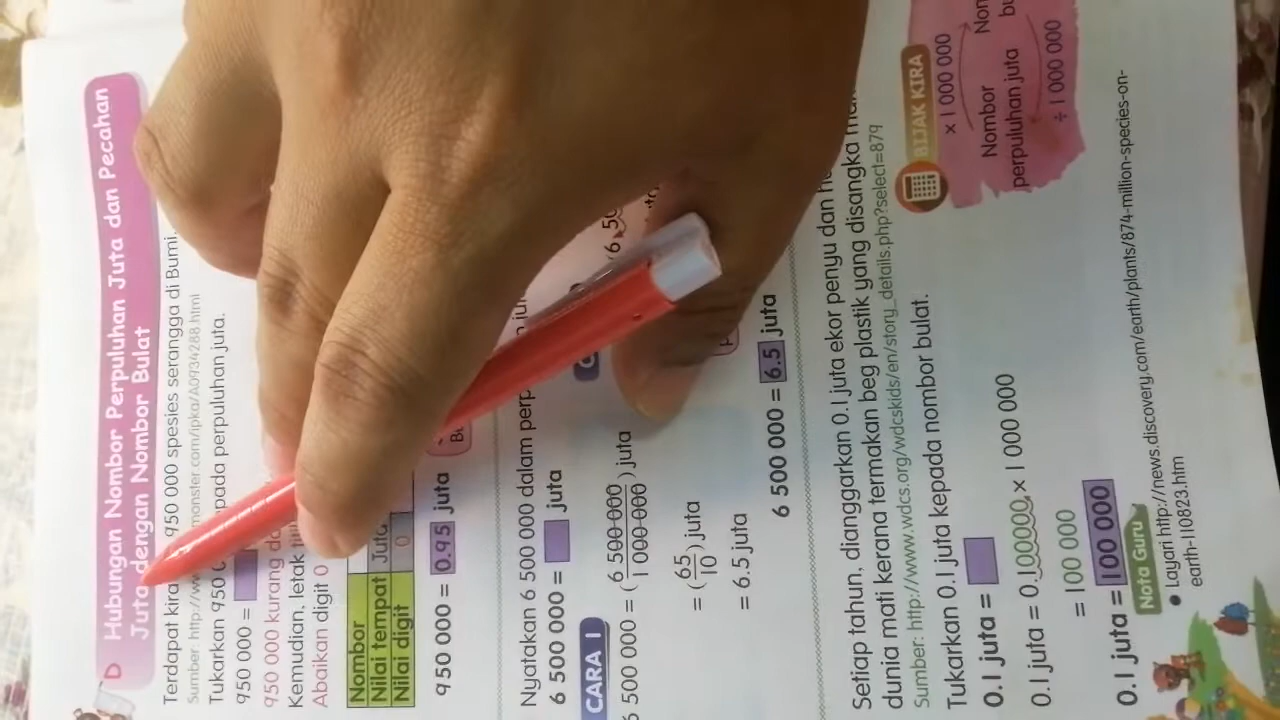 D Hubungan Nombor Perpuluhan Juta dan Pecahan
Juta dengan Nombor Bulat
Terdapat kira 950 000 spesies serangga di Bumi.
Sumber: http://w monster.com/ipka/A0934288.html
Tukarkan 950 pada perpuluhan juta.
950 000 =
950 000 kurang da
Kemudian, letak
Abaikan digit 0
Nombor
Nilai tempat Juta
Nilai digit 0
950 000 = 0.95 juta
Nyatakan 6 500 000 dalam perp
6 500 000 = juta
CARA 1
6 500 000 = (6 500 000 / 1 000 000) juta
= (65/10) juta
= 6.5 juta
6 500 000 = 6.5 juta
Setiap tahun, dianggarkan 0.1 juta ekor penyu dan
dunia mati kerana termakan beg plastik yang disangka
Sumber: http://www.wdcs.org/wdcskids/en/story_details.php?select=879
Tukarkan 0.1 juta kepada nombor bulat.
0.1 juta =
0.1 juta = 0.100000 × 1 000 000
= 100 000
0.1 juta = 100 000
BIJAK KIRA
× 1 000 000
Nombor
perpuluhan juta
÷ 1 000 000
Nota Guru
• Layari http://news.discovery.com/earth/plants/874-million-species-on-
earth-110823.htm